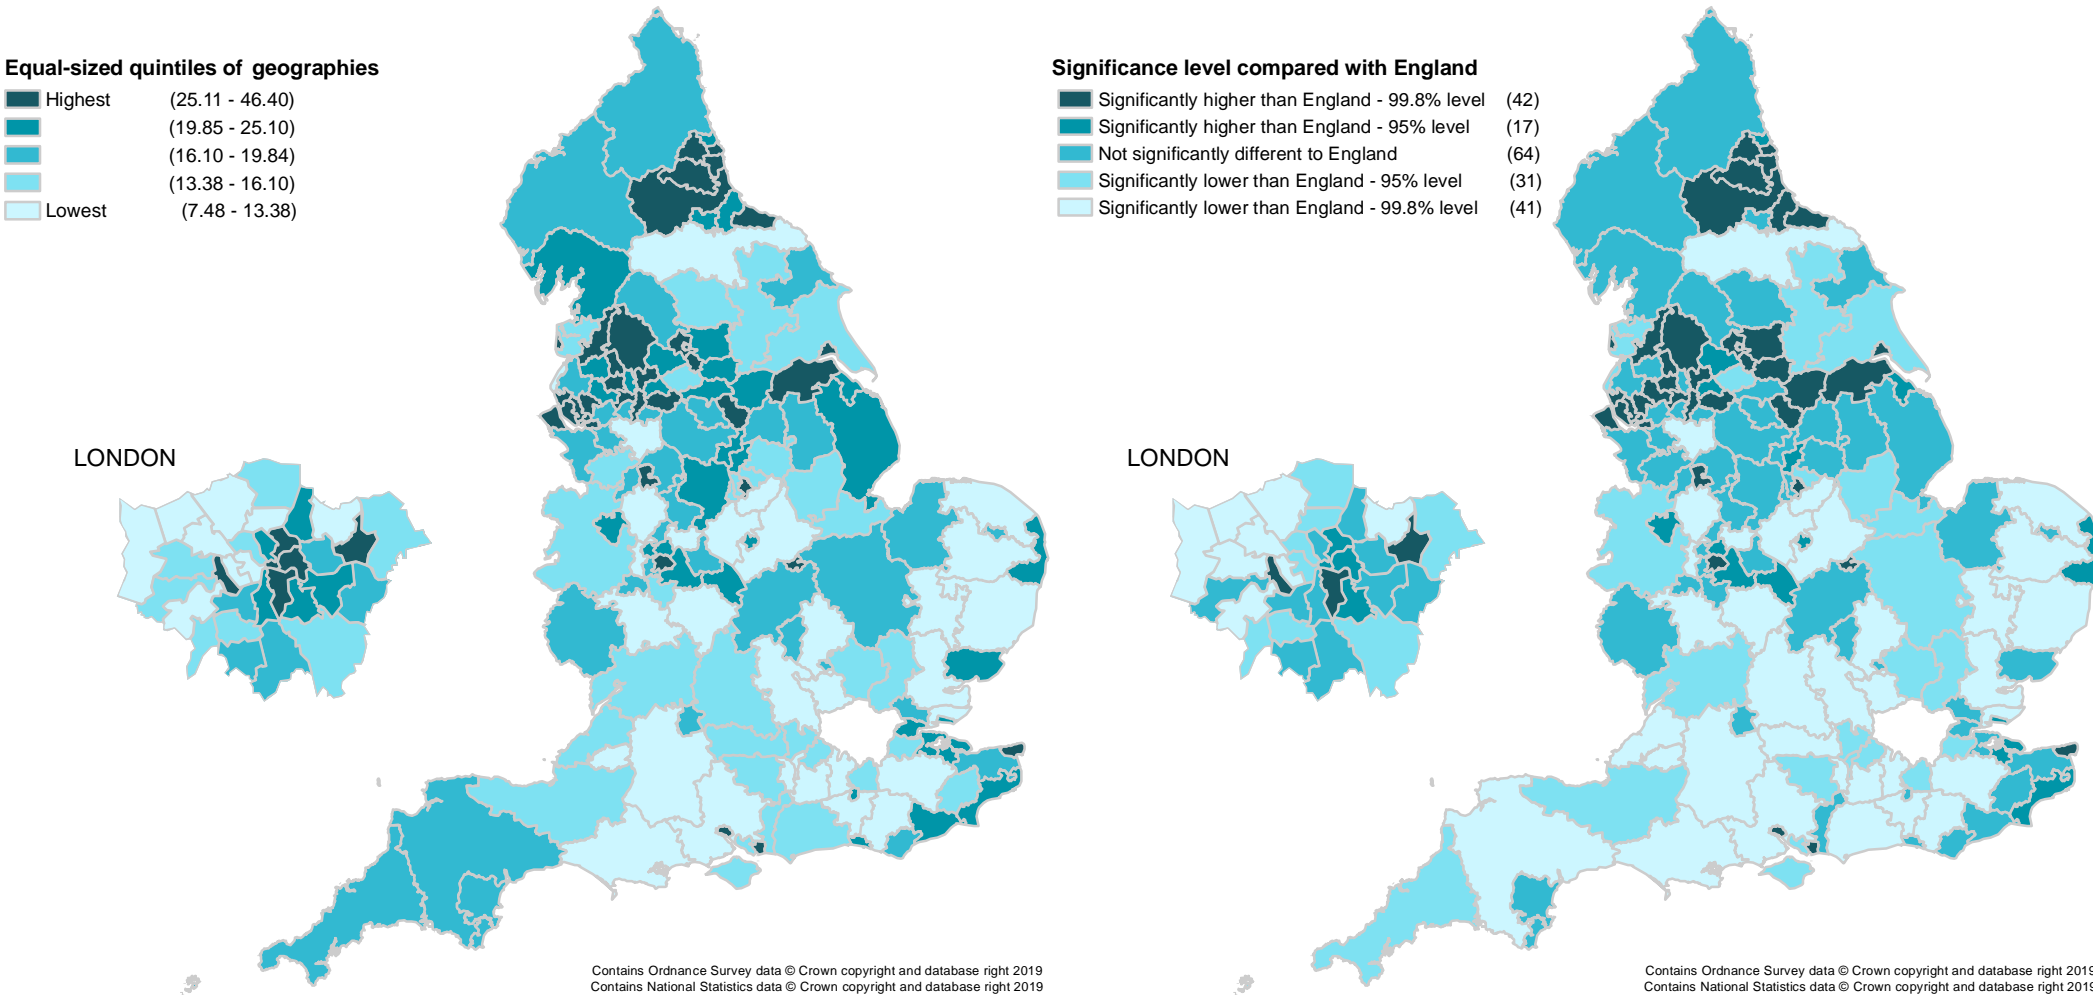 Equal-sized quintiles of geographies
Highest (25.11 - 46.40)
(19.85 - 25.10)
(16.10 - 19.84)
(13.38 - 16.10)
Lowest (7.48 - 13.38)
LONDON
Contains Ordnance Survey data © Crown copyright and database right 2019
Contains National Statistics data © Crown copyright and database right 2019
Significance level compared with England
Significantly higher than England - 99.8% level (42)
Significantly higher than England - 95% level (17)
Not significantly different to England (64)
Significantly lower than England - 95% level (31)
Significantly lower than England - 99.8% level (41)
LONDON
Contains Ordnance Survey data © Crown copyright and database right 2019
Contains National Statistics data © Crown copyright and database right 2019